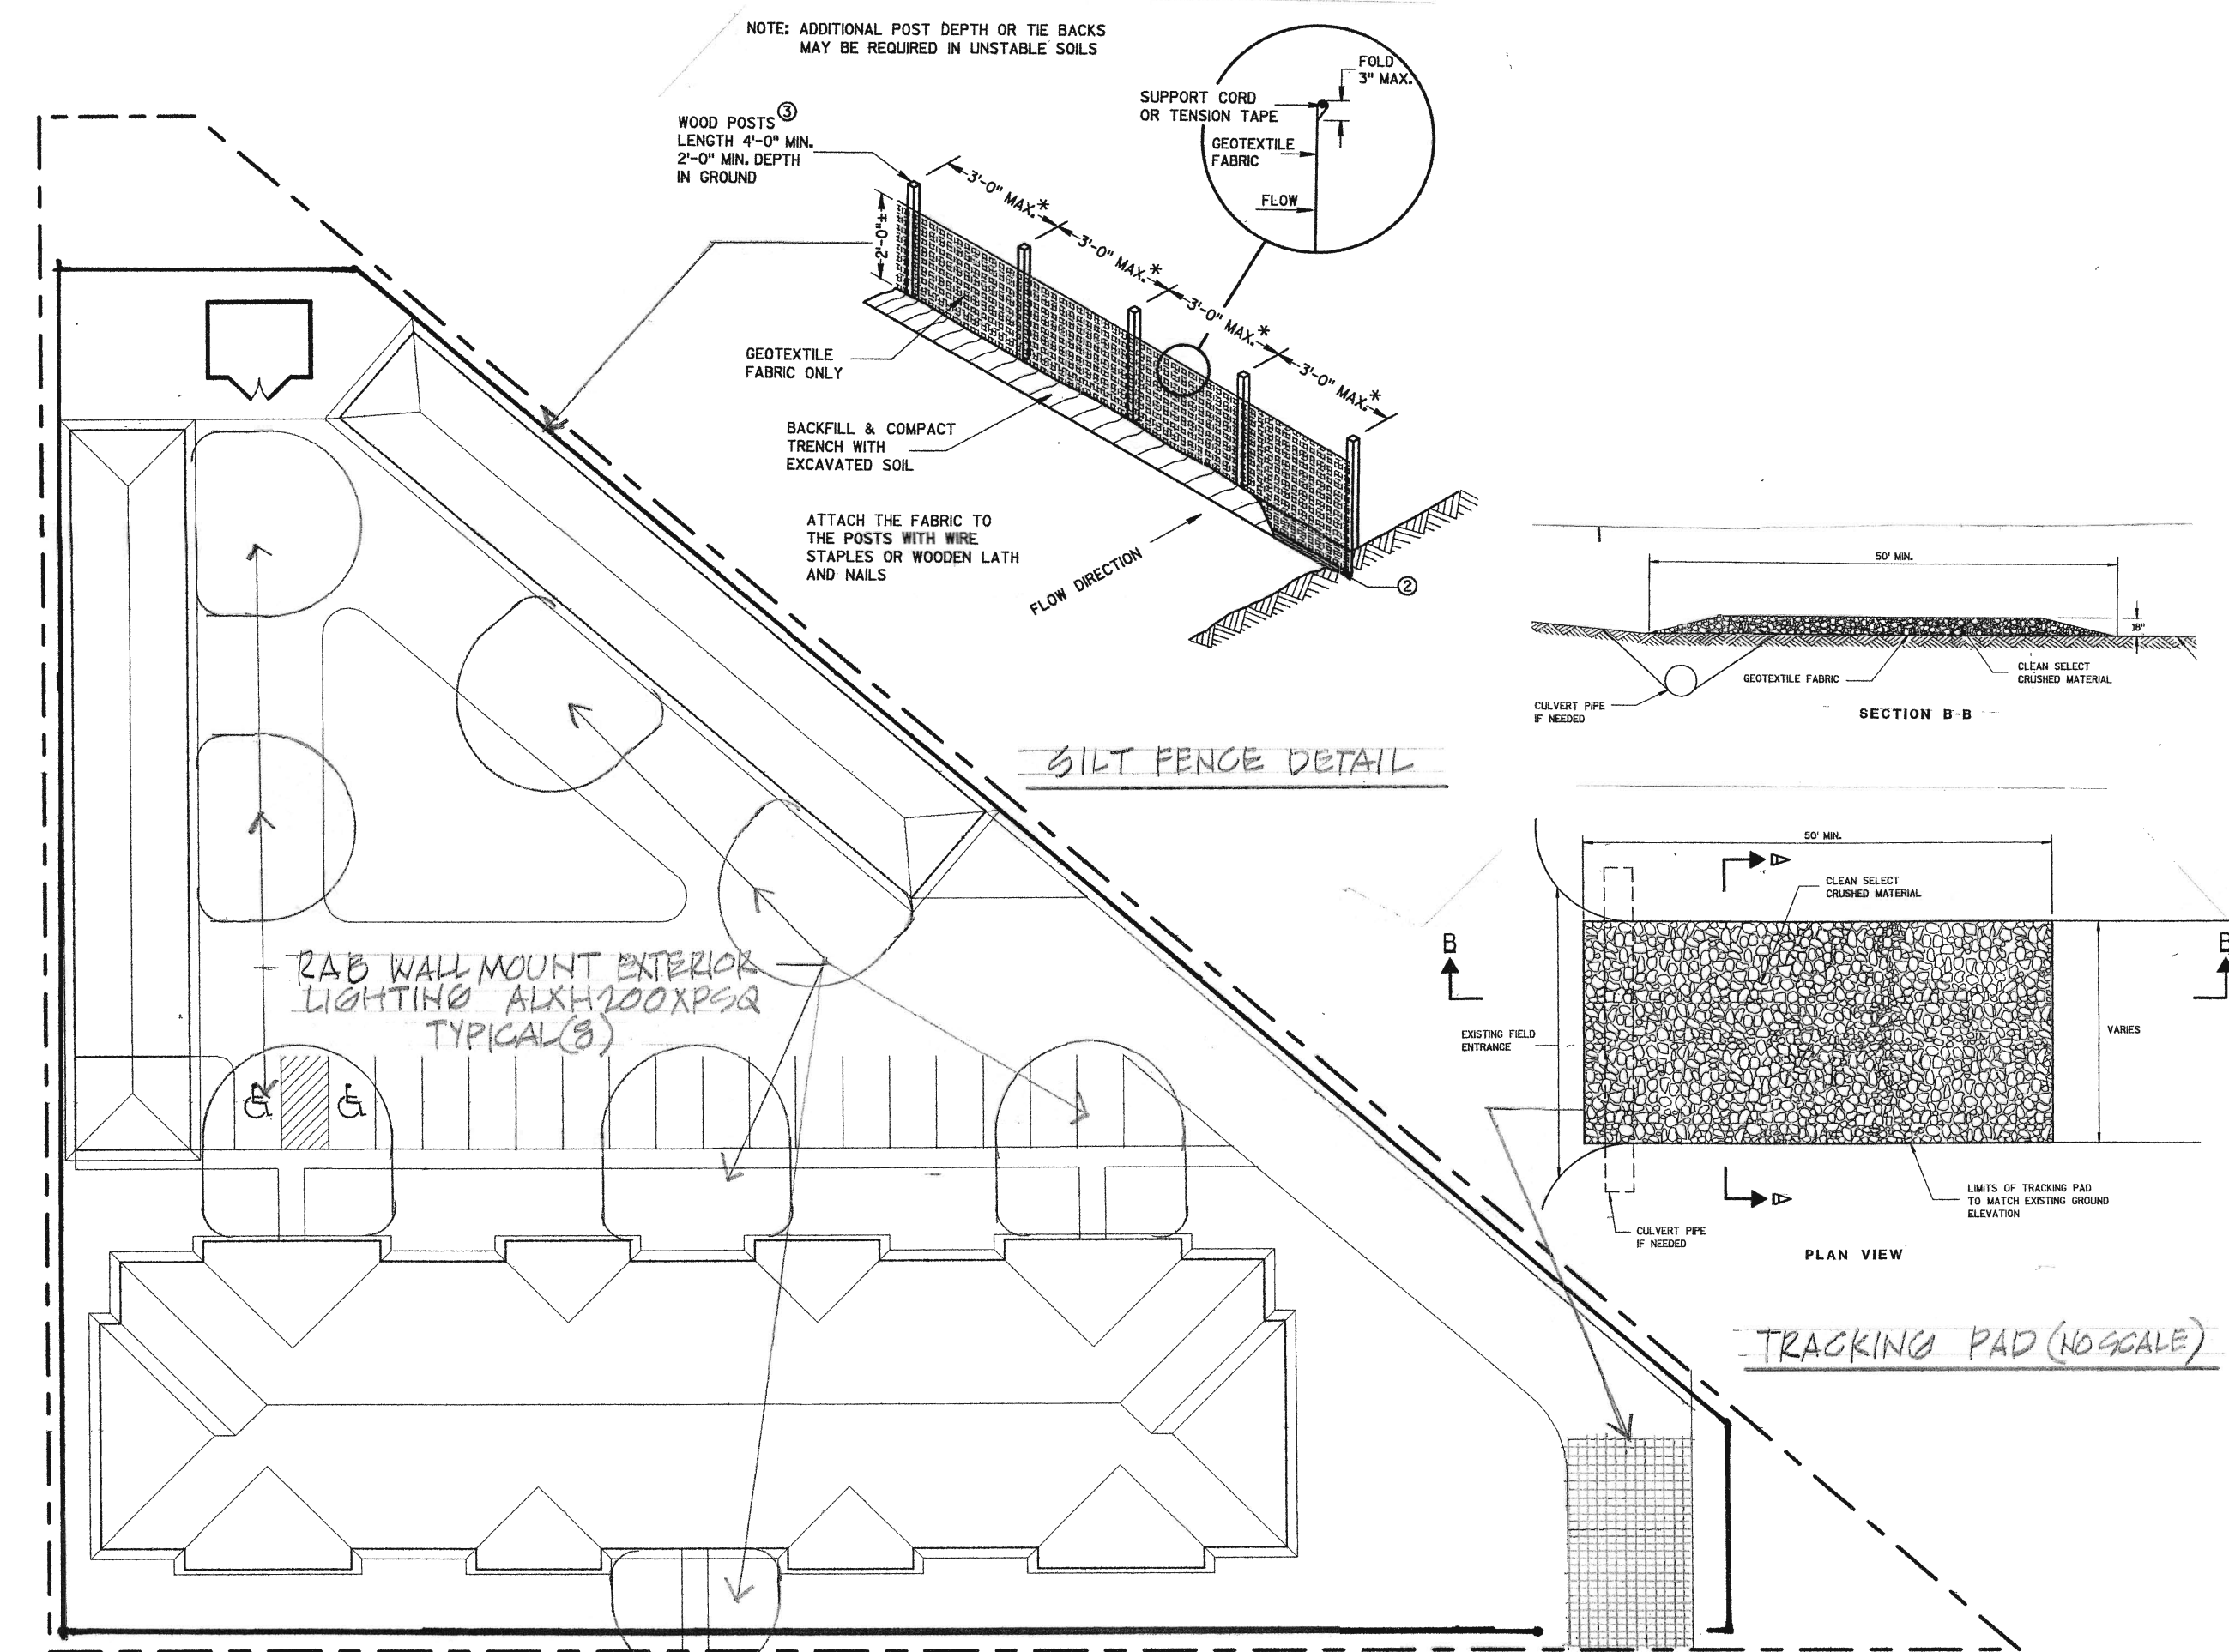 NOTE: ADDITIONAL POST DEPTH OR TIE BACKS
MAY BE REQUIRED IN UNSTABLE SOILS
FOLD
3" MAX.
SUPPORT CORD
OR TENSION TAPE
GEOTEXTILE
FABRIC
FLOW
WOOD POSTS ③
LENGTH 4'-0" MIN.
2'-0" MIN. DEPTH
IN GROUND
3'-0" MAX.*
3'-0" MAX.*
3'-0" MAX.*
3'-0" MAX.*
2'-0"±
GEOTEXTILE
FABRIC ONLY
BACKFILL & COMPACT
TRENCH WITH
EXCAVATED SOIL
ATTACH THE FABRIC TO
THE POSTS WITH WIRE
STAPLES OR WOODEN LATH
AND NAILS
FLOW DIRECTION
②
SILT FENCE DETAIL
50' MIN.
18"
CLEAN SELECT
CRUSHED MATERIAL
GEOTEXTILE FABRIC
CULVERT PIPE
IF NEEDED
SECTION B-B
50' MIN.
CLEAN SELECT
CRUSHED MATERIAL
B
B
EXISTING FIELD
ENTRANCE
VARIES
LIMITS OF TRACKING PAD
TO MATCH EXISTING GROUND
ELEVATION
CULVERT PIPE
IF NEEDED
A
A
PLAN VIEW
TRACKING PAD (NO SCALE)
RAB WALL MOUNT EXTERIOR
LIGHTING ALXH200XPSQ
TYPICAL (8)